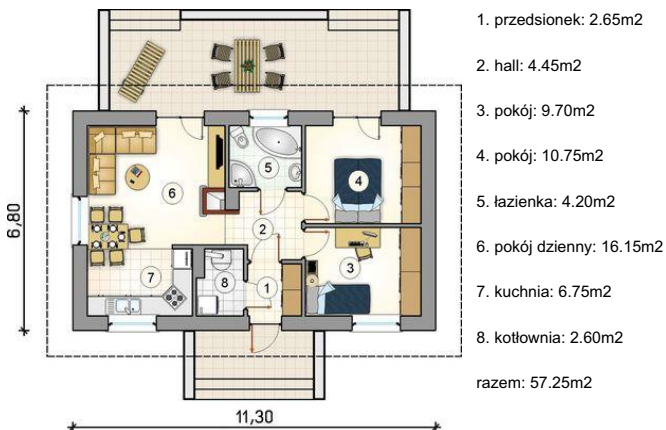 1. przedsionek: 2.65m2
2. hall: 4.45m2
3. pokój: 9.70m2
4. pokój: 10.75m2
5. łazienka: 4.20m2
6. pokój dzienny: 16.15m2
7. kuchnia: 6.75m2
8. kotłownia: 2.60m2
razem: 57.25m2
5
4
6
2
3
7
8
1
6,80
11,30